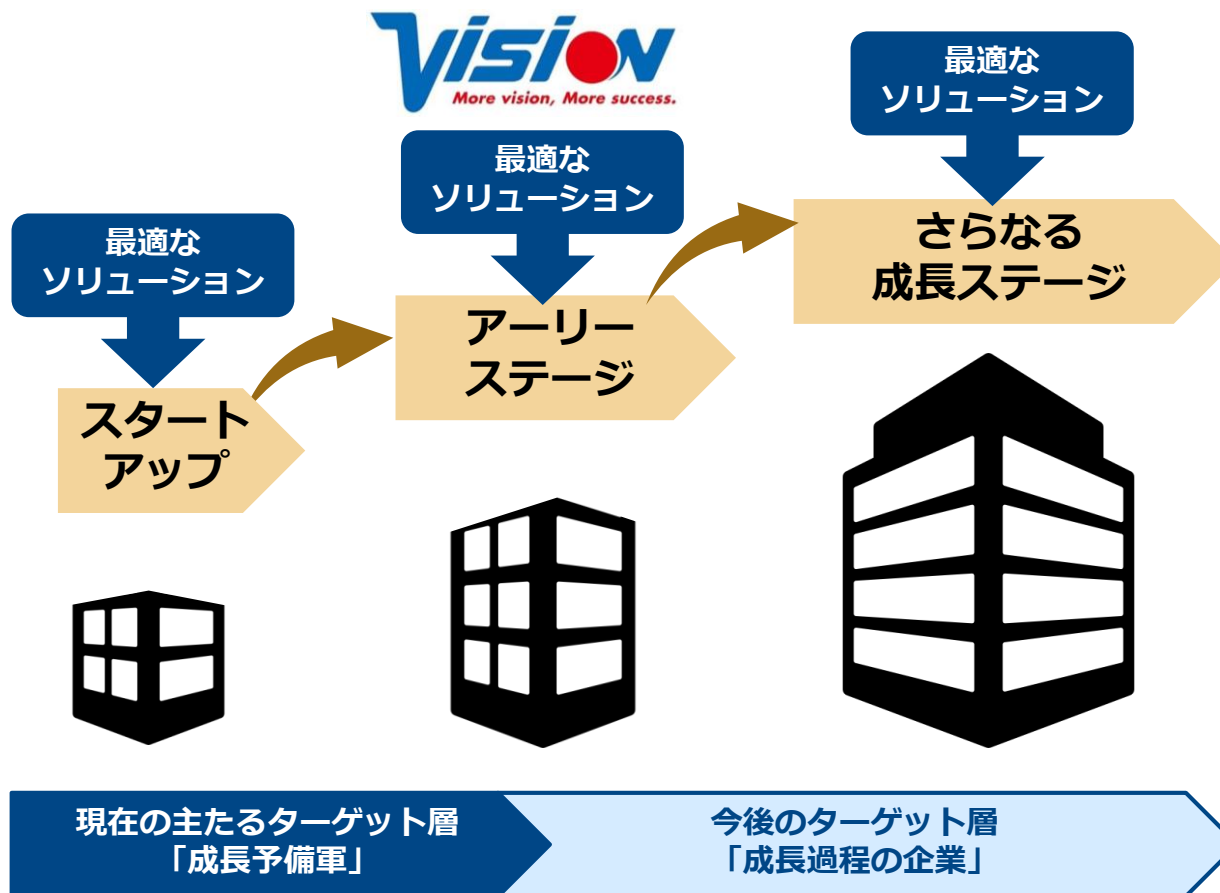 VISION
More vision, More success.
最適な
ソリューション
最適な
ソリューション
最適な
ソリューション
スタート
アップ
アーリー
ステージ
さらなる
成長ステージ
現在の主たるターゲット層
「成長予備軍」
今後のターゲット層
「成長過程の企業」